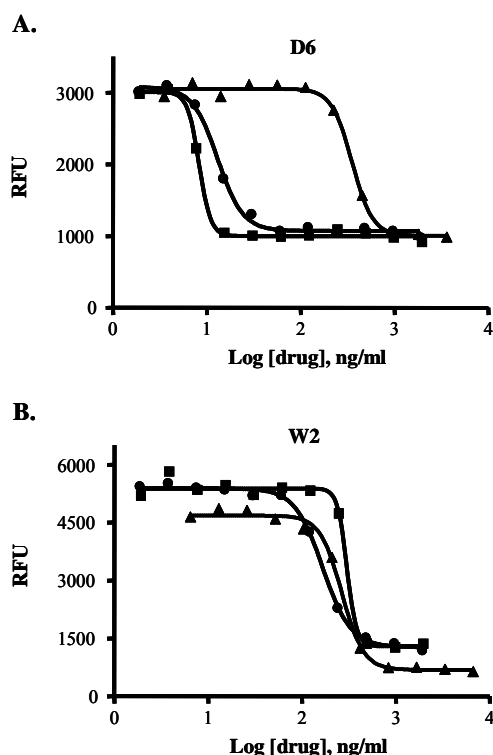 A.
D6
RFU
3000
2000
1000
0
0 1 2 3 4
Log [drug], ng/ml
B.
W2
RFU
6000
4500
3000
1500
0
0 1 2 3 4
Log [drug], ng/ml